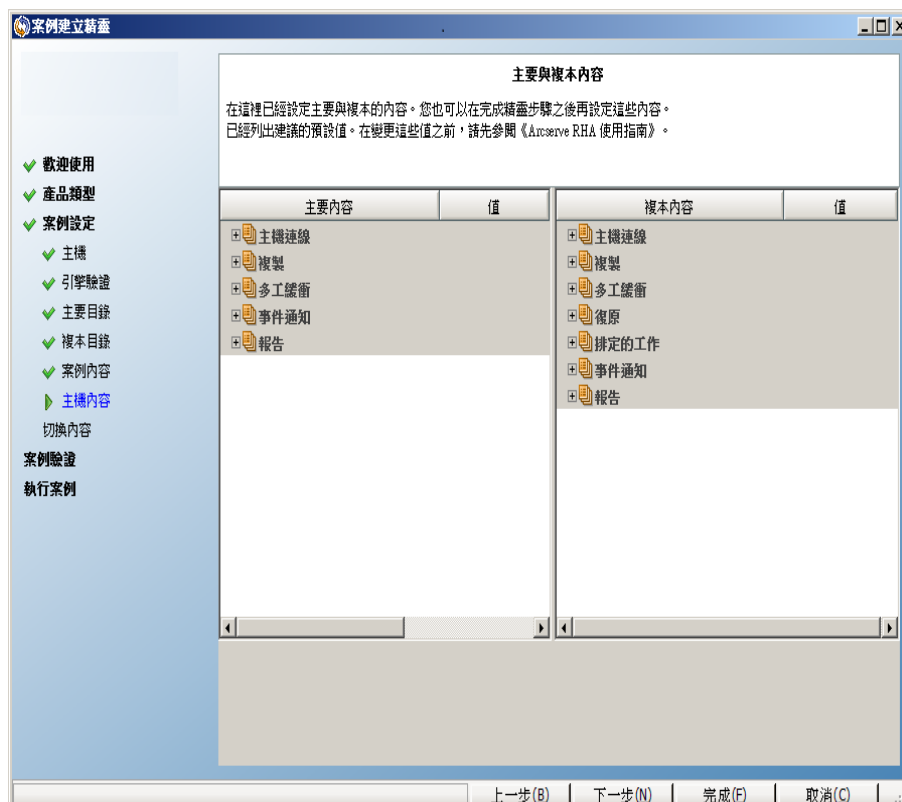 案例建立精靈
歡迎使用
產品類型
案例設定
主機
引擎驗證
主要目錄
複本目錄
案例內容
主機內容
切換內容
案例驗證
執行案例
主要與複本內容
在這裡已經設定主要與複本的內容。您也可以在完成精靈步驟之後再設定這些內容。
已經列出建議的預設值。在變更這些值之前，請先參閱《Arcserve RHA 使用指南》。
主要內容 值
主機連線
複製
多工緩衝
事件通知
報告
複本內容 值
主機連線
複製
多工緩衝
復原
排定的工作
事件通知
報告
上一步(B) 下一步(N) 完成(F) 取消(C)